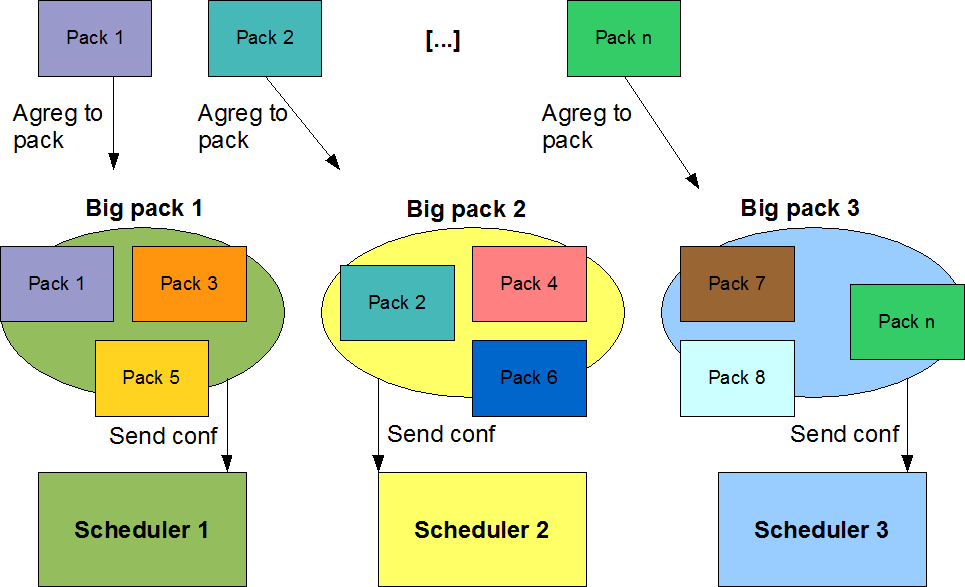 Pack 1
Pack 2
[...]
Pack n
Agreg to
pack
Agreg to
pack
Agreg to
pack
Big pack 1
Big pack 2
Big pack 3
Pack 1
Pack 3
Pack 5
Pack 2
Pack 4
Pack 6
Pack 7
Pack n
Pack 8
Send conf
Send conf
Send conf
Scheduler 1
Scheduler 2
Scheduler 3